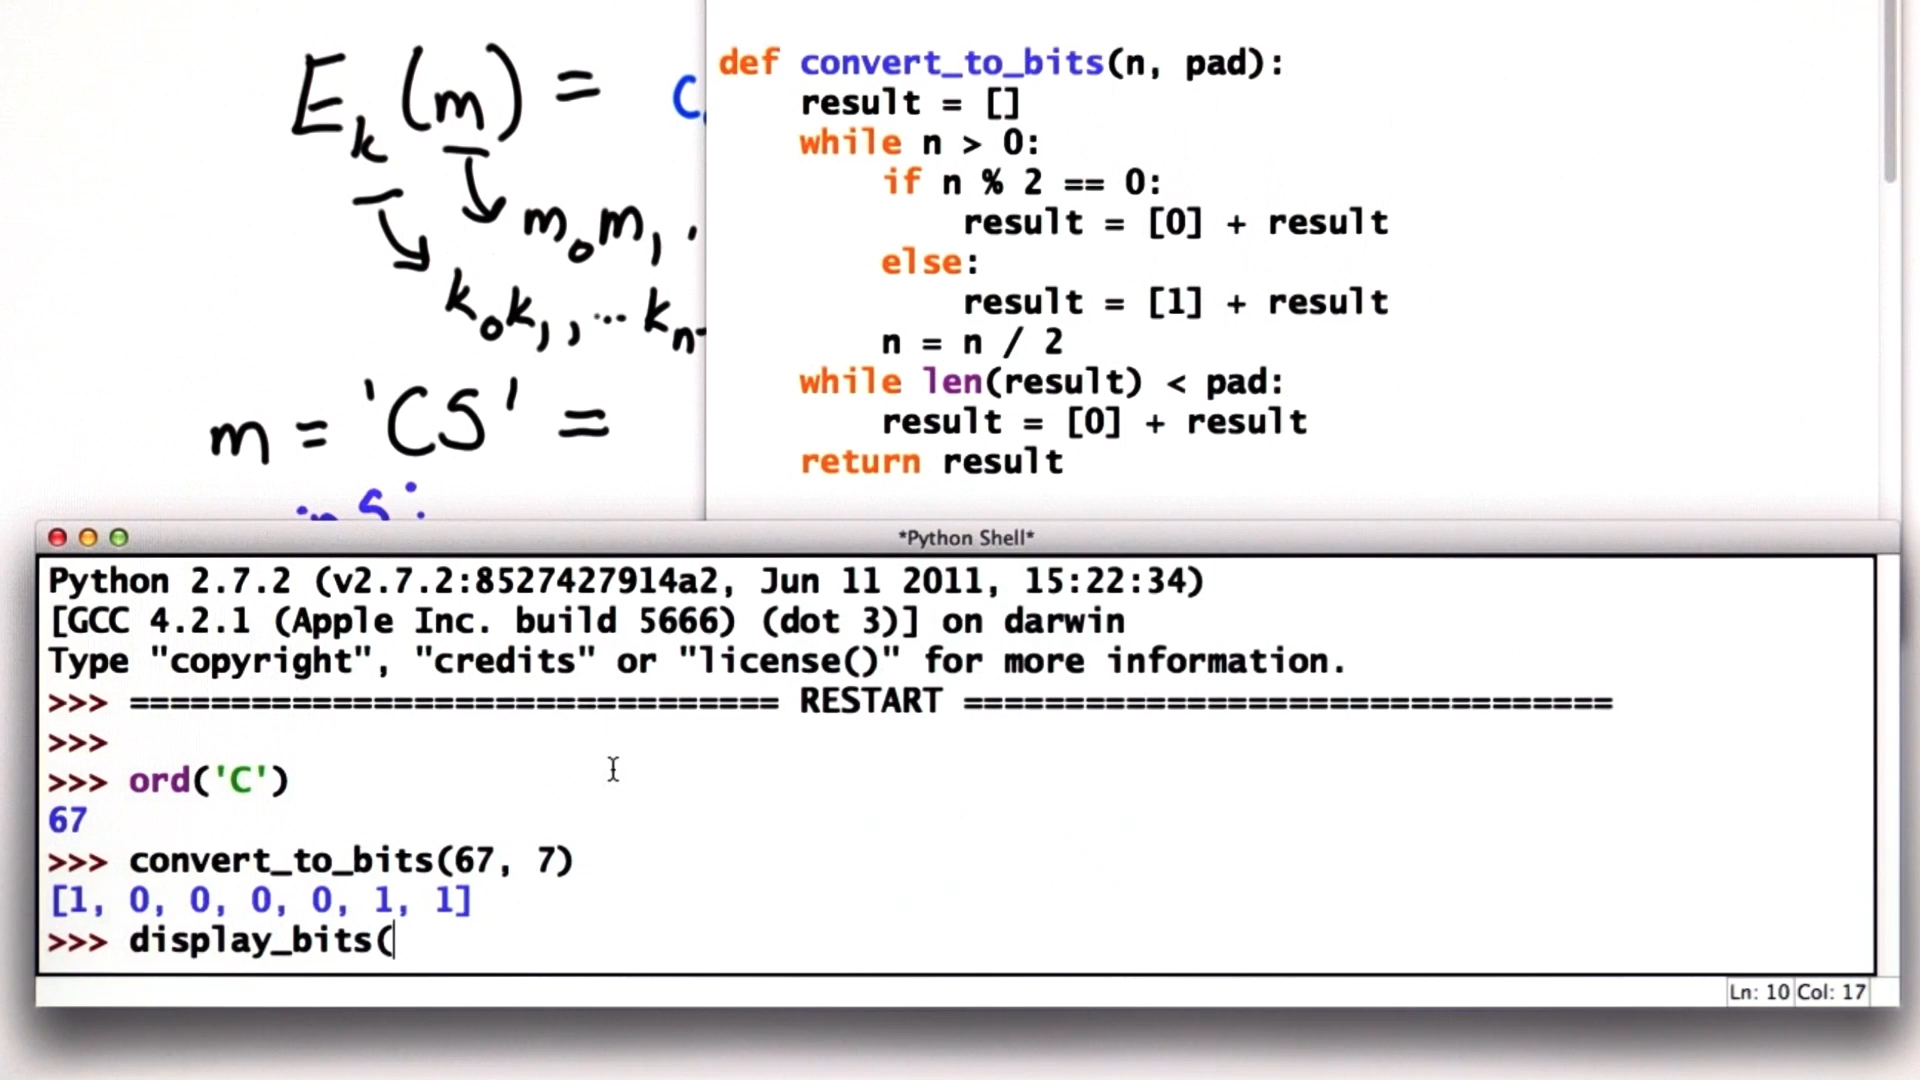 E_k(m) =
m_0 m_1 .
k_0 k_1, ... k_n-
m = 'CS' =
def convert_to_bits(n, pad):
    result = []
    while n > 0:
        if n % 2 == 0:
            result = [0] + result
        else:
            result = [1] + result
        n = n / 2
    while len(result) < pad:
        result = [0] + result
    return result
*Python Shell*
Python 2.7.2 (v2.7.2:8527427914a2, Jun 11 2011, 15:22:34)
[GCC 4.2.1 (Apple Inc. build 5666) (dot 3)] on darwin
Type "copyright", "credits" or "license()" for more information.
>>> ================================ RESTART ================================
>>>
>>> ord('C')
67
>>> convert_to_bits(67, 7)
[1, 0, 0, 0, 0, 1, 1]
>>> display_bits(
Ln: 10 Col: 17